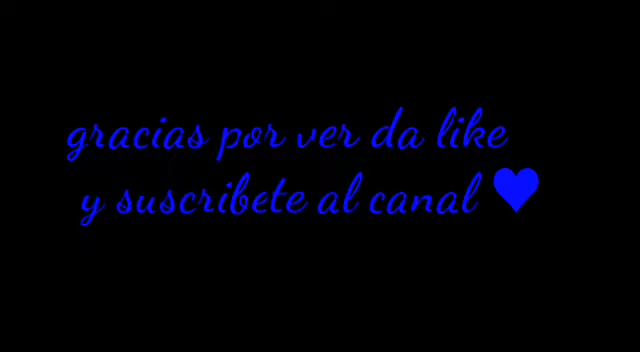 gracias por ver da like
y suscribete al canal ♥